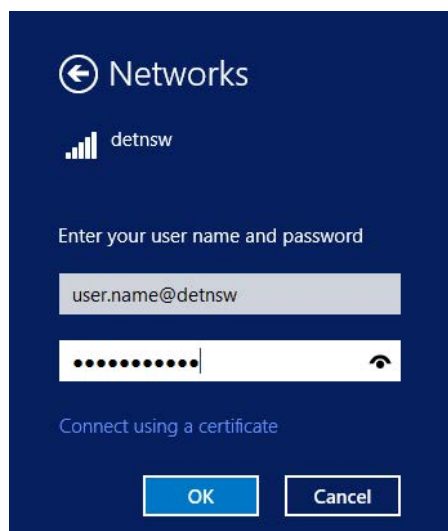 Networks
detnsw
Enter your user name and password
user.name@detnsw
•••••••••••
Connect using a certificate
OK
Cancel